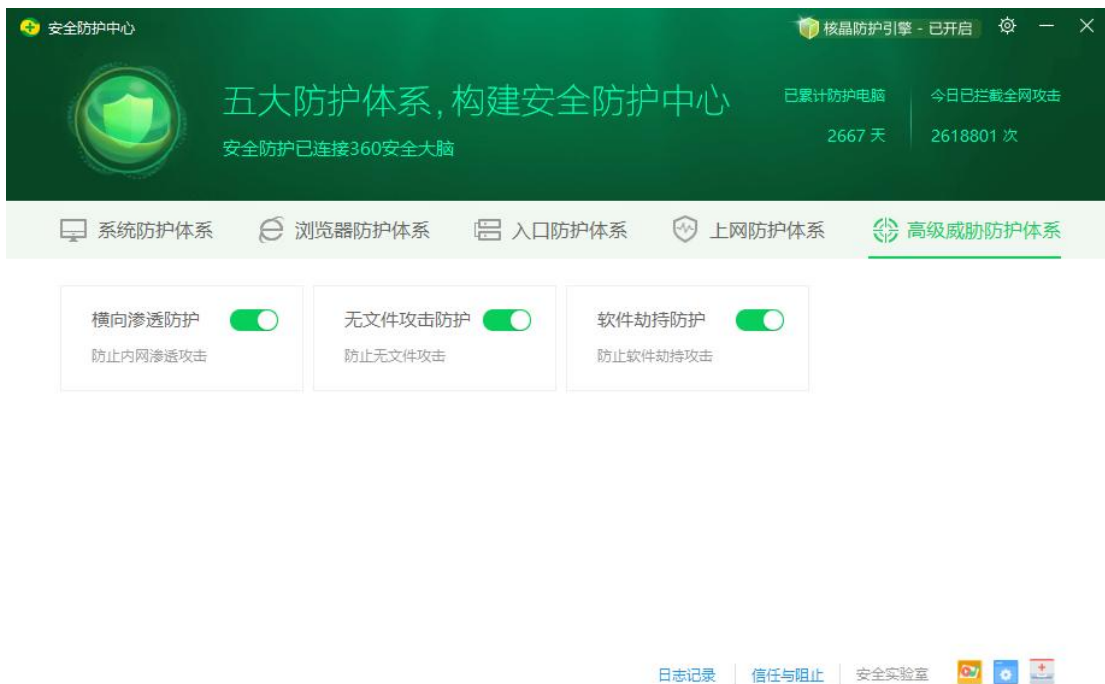 安全防护中心
核晶防护引擎 - 已开启
五大防护体系,构建安全防护中心
安全防护已连接360安全大脑
已累计防护电脑
2667 天
今日已拦截全网攻击
2618801 次
系统防护体系
浏览器防护体系
入口防护体系
上网防护体系
高级威胁防护体系
横向渗透防护
防止内网渗透攻击
无文件攻击防护
防止无文件攻击
软件劫持防护
防止软件劫持攻击
日志记录
信任与阻止
安全实验室